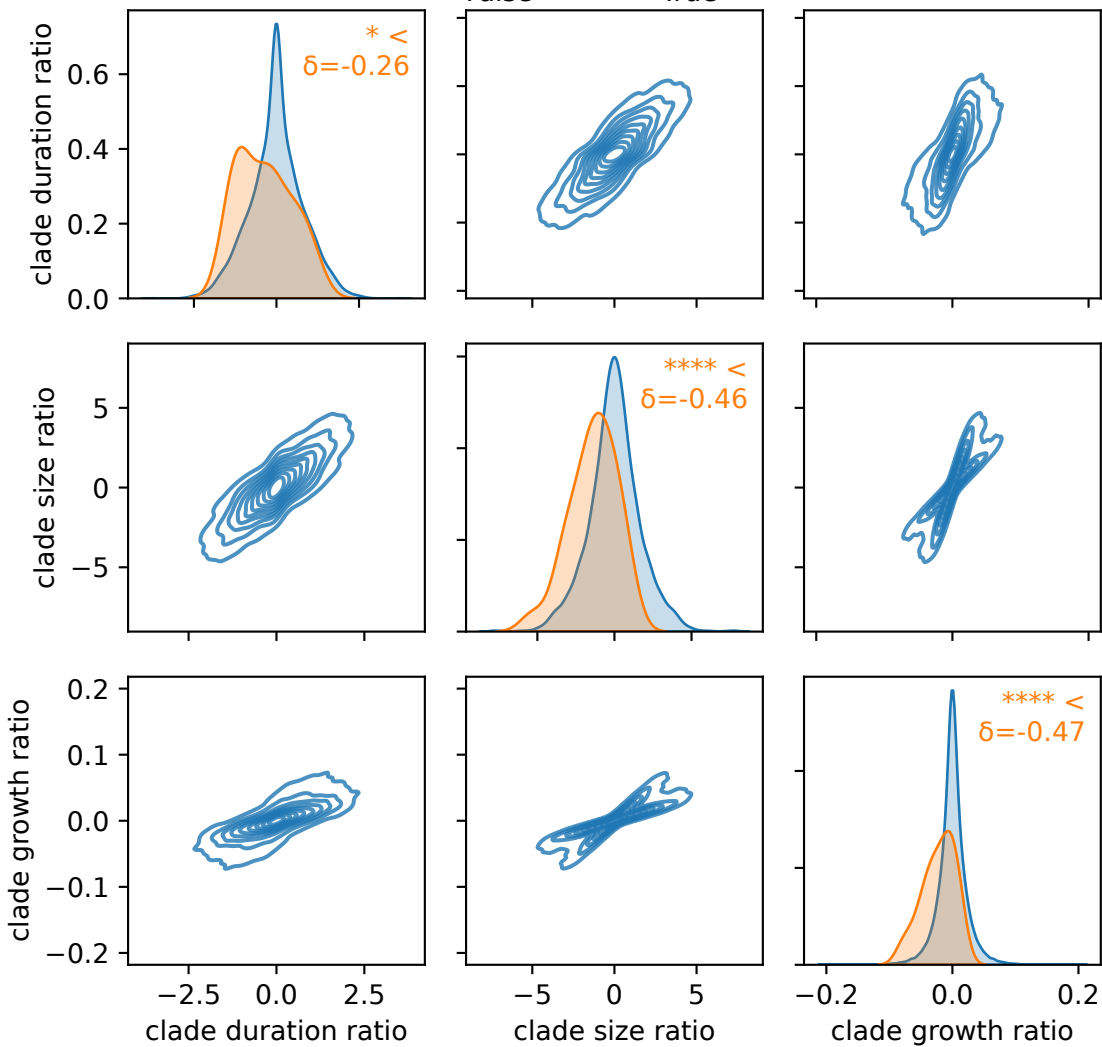 clade duration ratio
0.6
0.4
0.2
0.0
* <
δ=-0.26
clade size ratio
5
0
−5
**** <
δ=-0.46
clade growth ratio
0.2
0.1
0.0
−0.1
−0.2
**** <
δ=-0.47
−2.5 0.0 2.5
−5 0 5
−0.2 0.0 0.2
clade duration ratio
clade size ratio
clade growth ratio